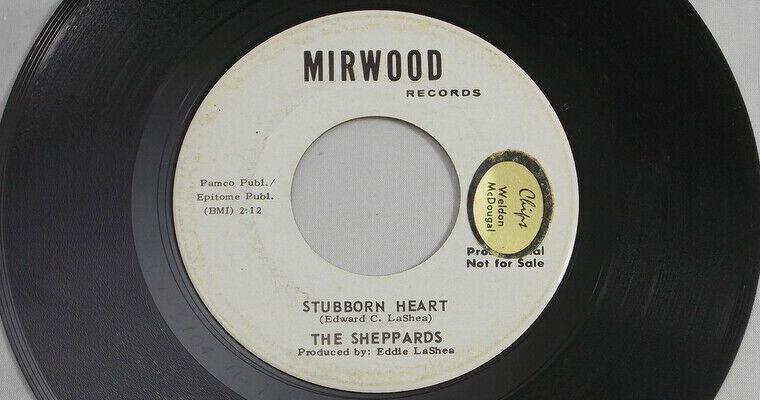 MIRWOOD
RECORDS
Pamco Publ./
Epitome Publ.
(BMI) 2:12
Chips
Weldon
McDougal
Not for Sale
STUBBORN HEART
(Edward C. LaShea)
THE SHEPPARDS
Produced by: Eddie LaShea